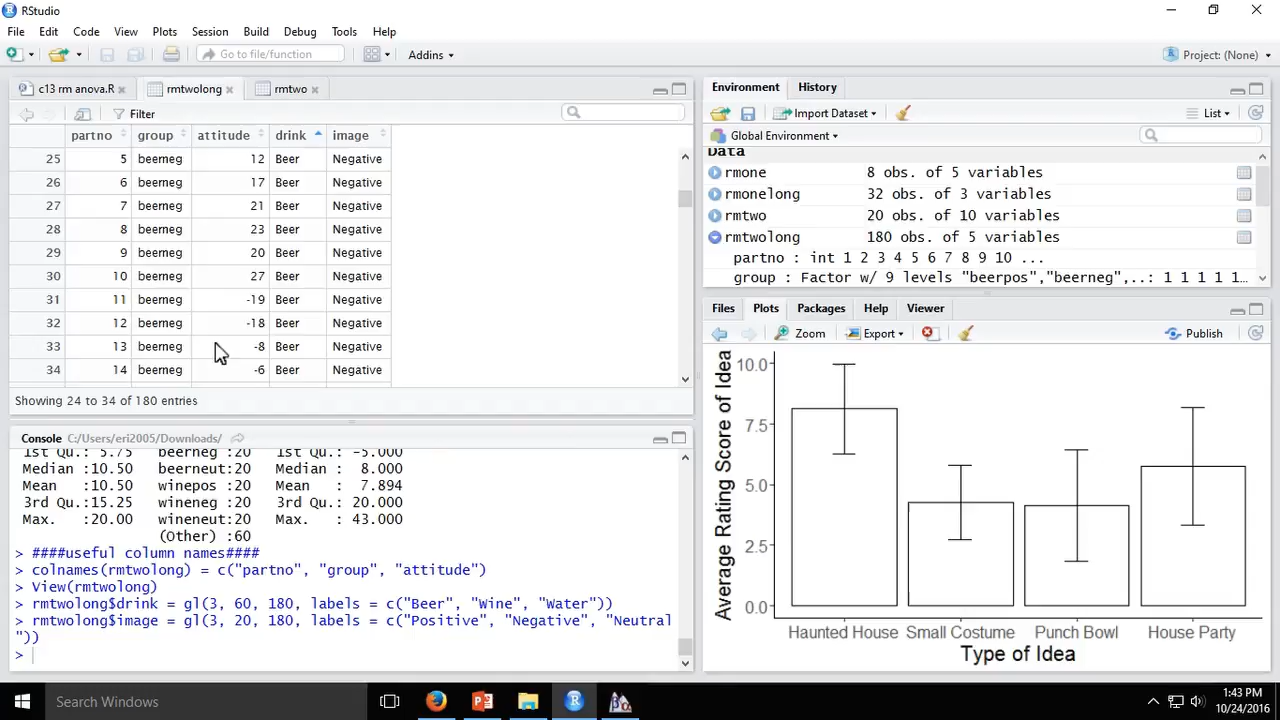 RStudio
File Edit Code View Plots Session Build Debug Tools Help
Go to file/function Addins Project: (None)
c13 rm anova.R rmtwolong rmtwo
Filter
partno group attitude drink image
25 5 beerneg 12 Beer Negative
26 6 beerneg 17 Beer Negative
27 7 beerneg 21 Beer Negative
28 8 beerneg 23 Beer Negative
29 9 beerneg 20 Beer Negative
30 10 beerneg 27 Beer Negative
31 11 beerneg -19 Beer Negative
32 12 beerneg -18 Beer Negative
33 13 beerneg -8 Beer Negative
34 14 beerneg -6 Beer Negative
Showing 24 to 34 of 180 entries
Console C:/Users/eri2005/Downloads/
1st Qu.: 5.75 beerneg :20 1st Qu.: -5.000
Median :10.50 beerneut:20 Median : 8.000
Mean :10.50 winepos :20 Mean : 7.894
3rd Qu.:15.25 wineneg :20 3rd Qu.: 20.000
Max. :20.00 wineneut:20 Max. : 43.000
(Other) :60
> ####useful column names####
> colnames(rmtwolong) = c("partno", "group", "attitude")
> View(rmtwolong)
> rmtwolong$drink = gl(3, 60, 180, labels = c("Beer", "Wine", "Water"))
> rmtwolong$image = gl(3, 20, 180, labels = c("Positive", "Negative", "Neutral
"))
>
Environment History
Import Dataset List
Global Environment
Data
rmone 8 obs. of 5 variables
rmonelong 32 obs. of 3 variables
rmtwo 20 obs. of 10 variables
rmtwolong 180 obs. of 5 variables
partno : int 1 2 3 4 5 6 7 8 9 10 ...
group : Factor w/ 9 levels "beerpos","beerneg",..: 1 1 1 1 1…
Files Plots Packages Help Viewer
Zoom Export Publish
Average Rating Score of Idea
10.0
7.5
5.0
2.5
0.0
Haunted House Small Costume Punch Bowl House Party
Type of Idea
Search Windows
1:43 PM
10/24/2016